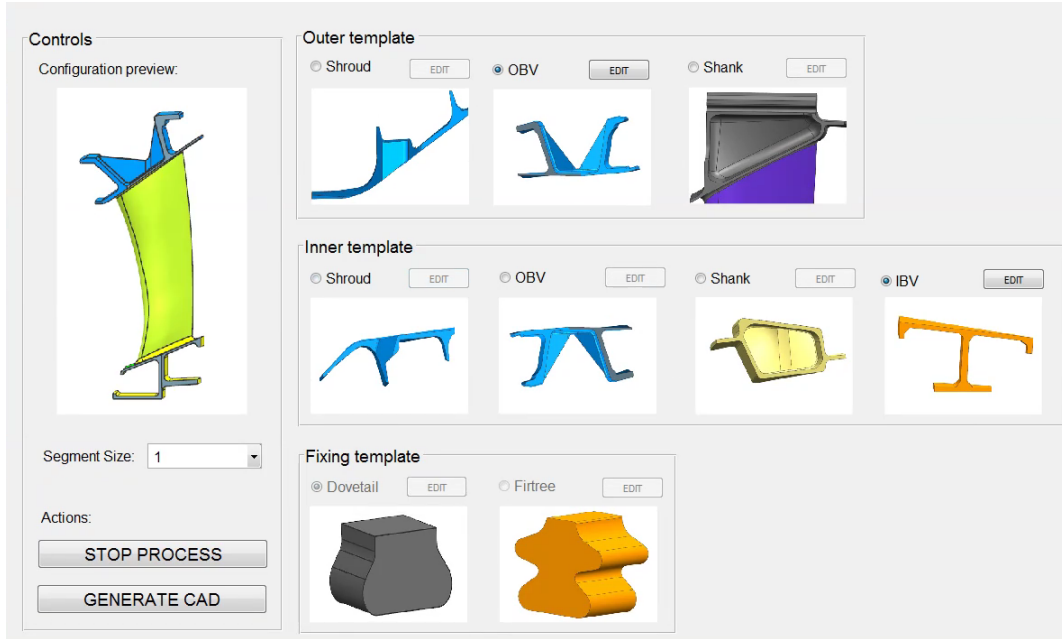 Controls
Configuration preview:
Segment Size: 1
Actions:
STOP PROCESS
GENERATE CAD
Outer template
Shroud EDIT OBV EDIT Shank EDIT
Inner template
Shroud EDIT OBV EDIT Shank EDIT IBV EDIT
Fixing template
Dovetail EDIT Firtree EDIT